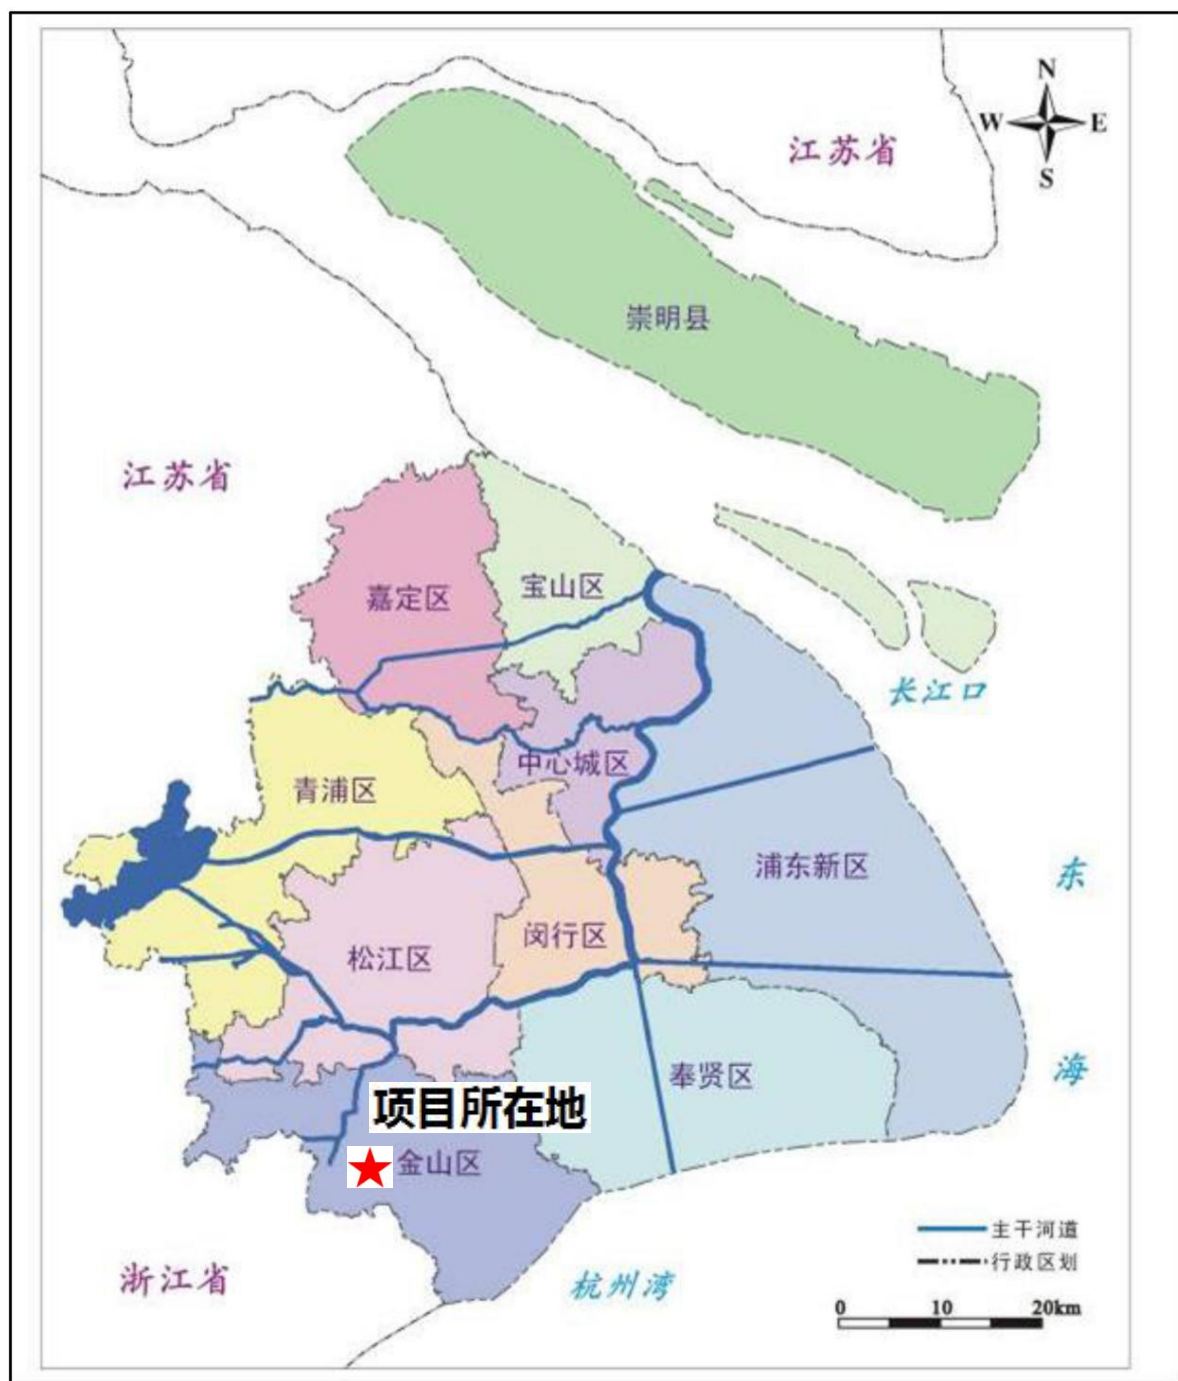 N
W E
S
江苏省
崇明县
江苏省
宝山区
嘉定区
长江口
中心城区
青浦区
浦东新区
东
闵行区
松江区
海
奉贤区
项目所在地
金山区
主干河道
行政区划
浙江省
杭州湾
0 10 20km